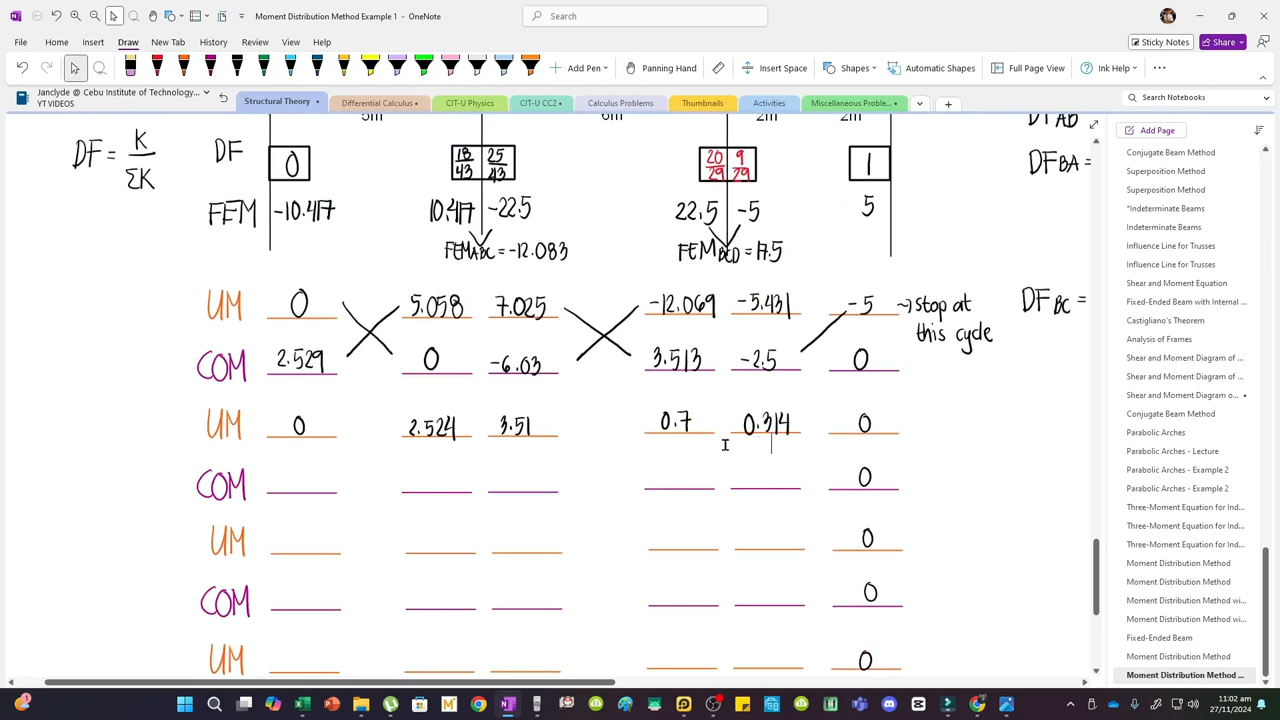 Moment Distribution Method Example 1 - OneNote
Search
File Home Insert Draw New Tab History Review View Help
Sticky Notes Share
Add Pen Panning Hand Insert Space Shapes Automatic Shapes Full Page View Ink Help
Janclyde @ Cebu Institute of Technology...
YT VIDEOS
Structural Theory Differential Calculus CIT-U Physics CIT-U CC2 Calculus Problems Thumbnails Activities Miscellaneous Proble...
Search Notebooks
Add Page
5m 6m 2m 2m
DF = K / ΣK
DF 0 18/43 25/43 20/29 9/29 1
FEM -10.417 10.417 -22.5 22.5 -5 5
FEM_ABC = -12.083 FEM_BCD = 17.5
DF_AB
DF_BA =
DF_BC =
UM 0 5.058 7.025 -12.069 -5.431 -5 → stop at
this cycle
COM 2.529 0 -6.03 3.513 -2.5 0
UM 0 2.524 3.51 0.7 0.314 0
COM 0
UM 0
COM 0
UM 0
Conjugate Beam Method
Superposition Method
Superposition Method
*Indeterminate Beams
Indeterminate Beams
Influence Line for Trusses
Influence Line for Trusses
Shear and Moment Equation
Fixed-Ended Beam with Internal ...
Castigliano's Theorem
Analysis of Frames
Shear and Moment Diagram of ...
Shear and Moment Diagram of ...
Shear and Moment Diagram o...
Conjugate Beam Method
Parabolic Arches
Parabolic Arches - Lecture
Parabolic Arches - Example 2
Parabolic Arches - Example 2
Three-Moment Equation for Ind...
Three-Moment Equation for Ind...
Three-Moment Equation for Ind...
Moment Distribution Method
Moment Distribution Method
Moment Distribution Method wi...
Moment Distribution Method wi...
Fixed-Ended Beam
Moment Distribution Method
Moment Distribution Method ...
11:02 am
27/11/2024